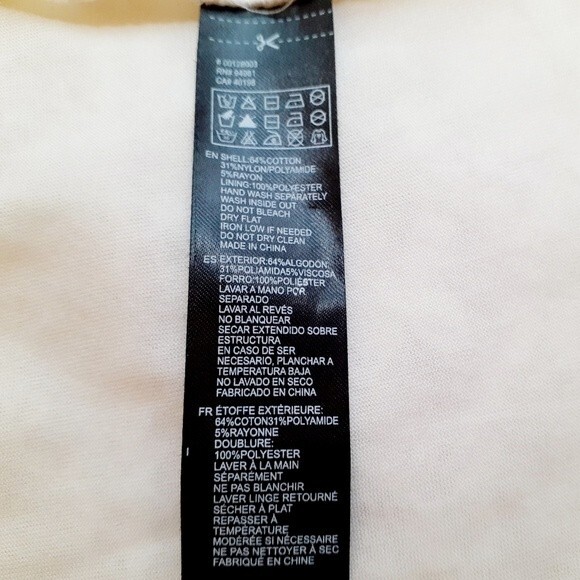 # 00128603
RN# 94081
CA# 40198
EN SHELL:64%COTTON
31%NYLON/POLYAMIDE
5%RAYON
LINING:100%POLYESTER
HAND WASH SEPARATELY
WASH INSIDE OUT
DO NOT BLEACH
DRY FLAT
IRON LOW IF NEEDED
DO NOT DRY CLEAN
MADE IN CHINA
ES EXTERIOR:64%ALGODÓN;
31%POLIAMIDA5%VISCOSA
FORRO:100%POLIÉSTER
LAVAR A MANO POR
SEPARADO
LAVAR AL REVÉS
NO BLANQUEAR
SECAR EXTENDIDO SOBRE
ESTRUCTURA
EN CASO DE SER
NECESARIO, PLANCHAR A
TEMPERATURA BAJA
NO LAVADO EN SECO
FABRICADO EN CHINA
FR ÉTOFFE EXTÉRIEURE:
64%COTON31%POLYAMIDE
5%RAYONNE
DOUBLURE:
100%POLYESTER
LAVER À LA MAIN
SÉPARÉMENT
NE PAS BLANCHIR
LAVER LINGE RETOURNÉ
SÉCHER À PLAT
REPASSER À
TEMPÉRATURE
MODÉRÉE SI NÉCESSAIRE
NE PAS NETTOYER À SEC
FABRIQUÉ EN CHINE